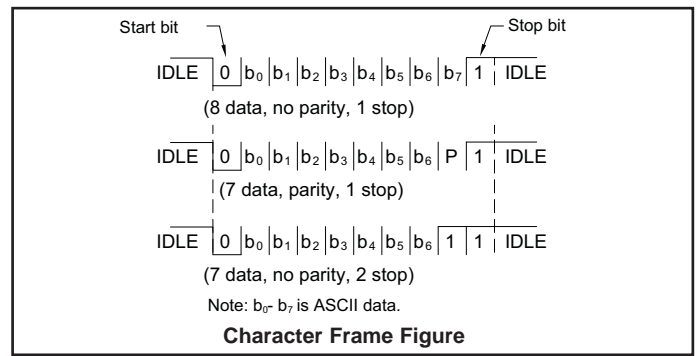 Start bit Stop bit
IDLE 0 b₀ b₁ b₂ b₃ b₄ b₅ b₆ b₇ 1 IDLE
(8 data, no parity, 1 stop)
IDLE 0 b₀ b₁ b₂ b₃ b₄ b₅ b₆ P 1 IDLE
(7 data, parity, 1 stop)
IDLE 0 b₀ b₁ b₂ b₃ b₄ b₅ b₆ 1 1 IDLE
(7 data, no parity, 2 stop)
Note: b₀- b₇ is ASCII data.
Character Frame Figure